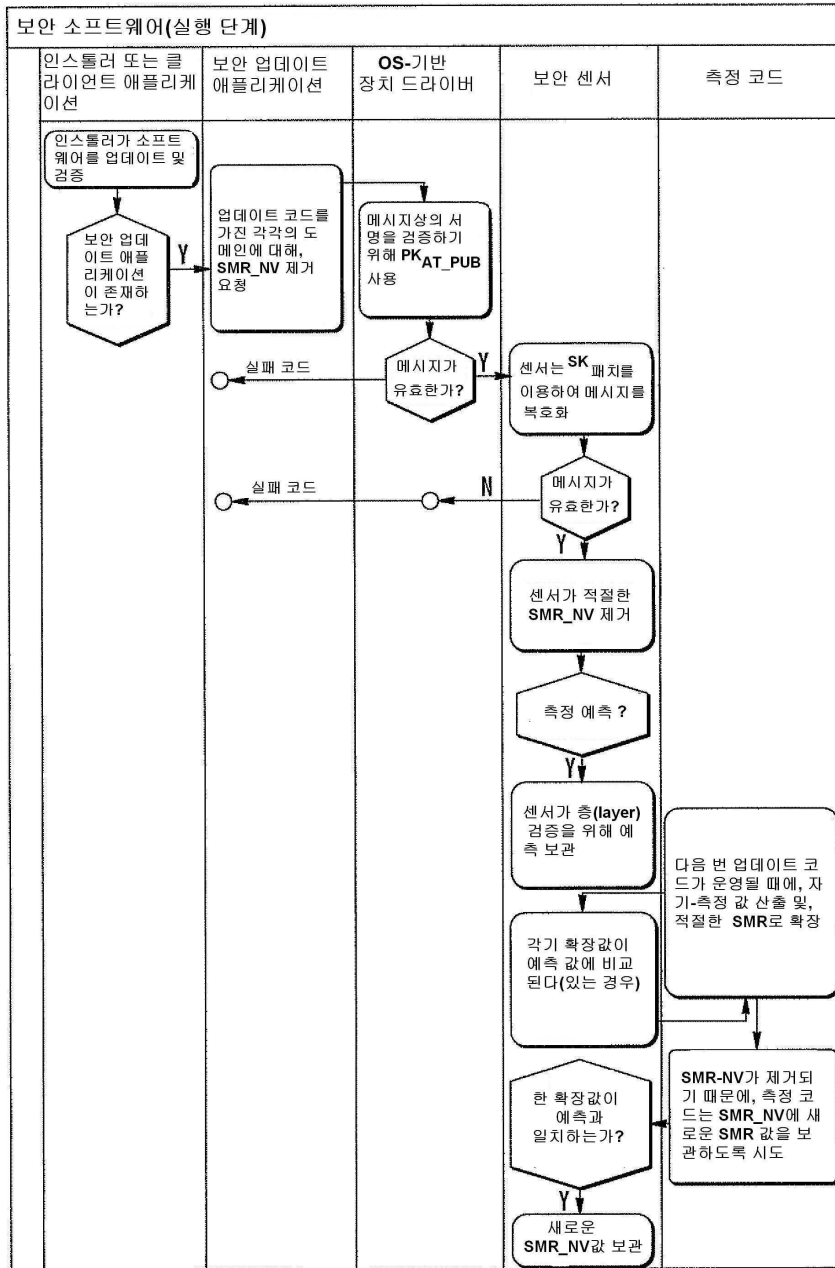 보안 소프트웨어(실행 단계)
인스톨러 또는 클
라이언트 애플리케
이션
보안 업데이트
애플리케이션
OS-기반
장치 드라이버
보안 센서
측정 코드
인스톨러가 소프트
웨어를 업데이트 및
검증
보안 업데
이트 애플
리케이션
이 존재하
는가?
Y
업데이트 코드를
가진 각각의 도
메인에 대해,
SMR_NV 제거
요청
메시지상의 서
명을 검증하기
위해 PKAT_PUB
사용
메시지가
유효한가?
실패 코드
Y
센서는 SK패치를
이용하여 메시지를
복호화
메시지가
유효한가?
N
실패 코드
Y
센서가 적절한
SMR_NV 제거
측정 예측 ?
Y
센서가 층(layer)
검증을 위해 예
측 보관
다음 번 업데이트 코
드가 운영될 때에, 자
기-측정 값 산출 및,
적절한 SMR로 확장
각기 확장값이
예측 값에 비교
된다(있는 경우)
SMR-NV가 제거되
기 때문에, 측정 코
드는 SMR_NV에 새
로운 SMR 값을 보
관하도록 시도
한 확장값이
예측과
일치하는가?
Y
새로운
SMR_NV값 보관